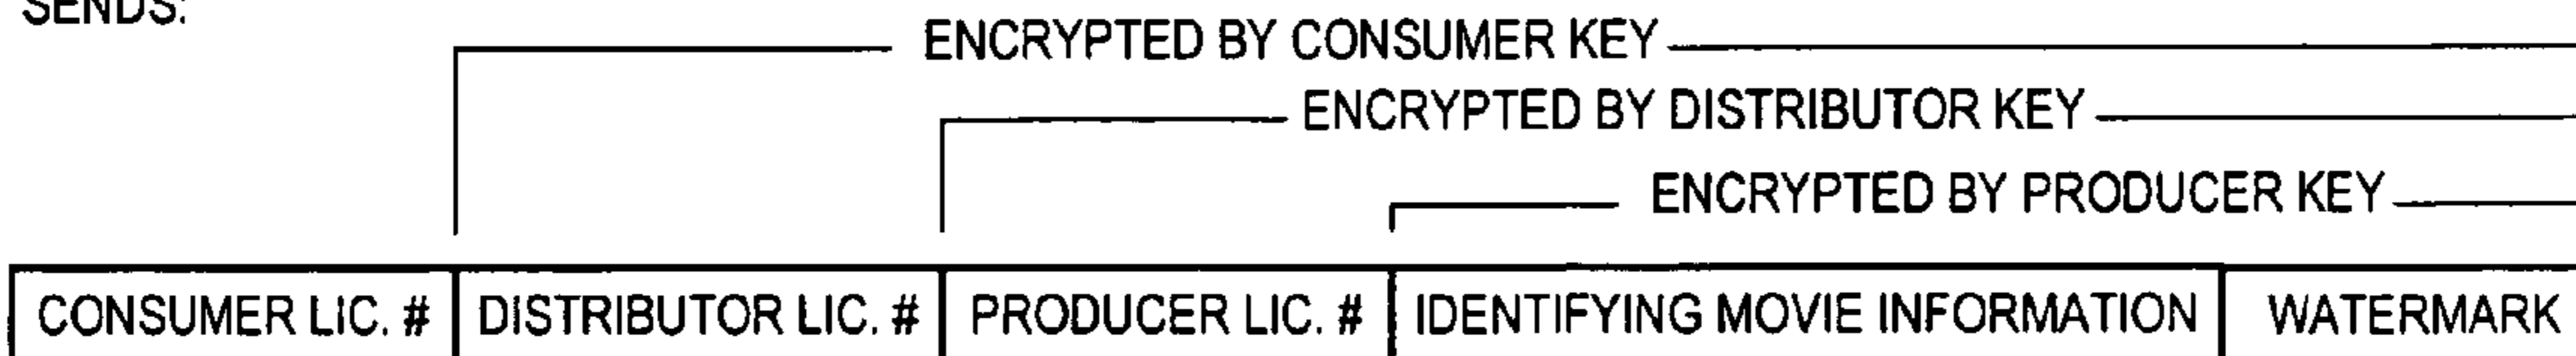 SENDS:
ENCRYPTED BY CONSUMER KEY
ENCRYPTED BY DISTRIBUTOR KEY
ENCRYPTED BY PRODUCER KEY
CONSUMER LIC. # DISTRIBUTOR LIC. # PRODUCER LIC. # IDENTIFYING MOVIE INFORMATION WATERMARK